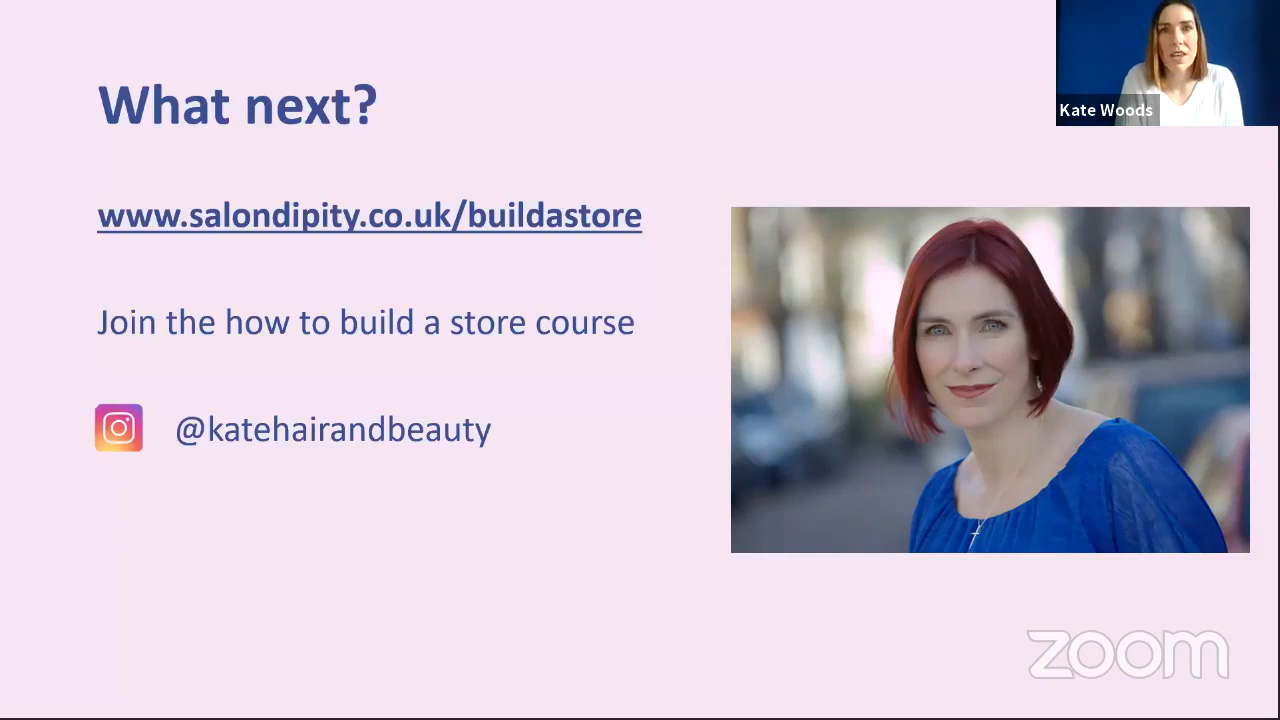 What next?
Kate Woods
www.salondipity.co.uk/buildastore
Join the how to build a store course
@katehairandbeauty
zoom